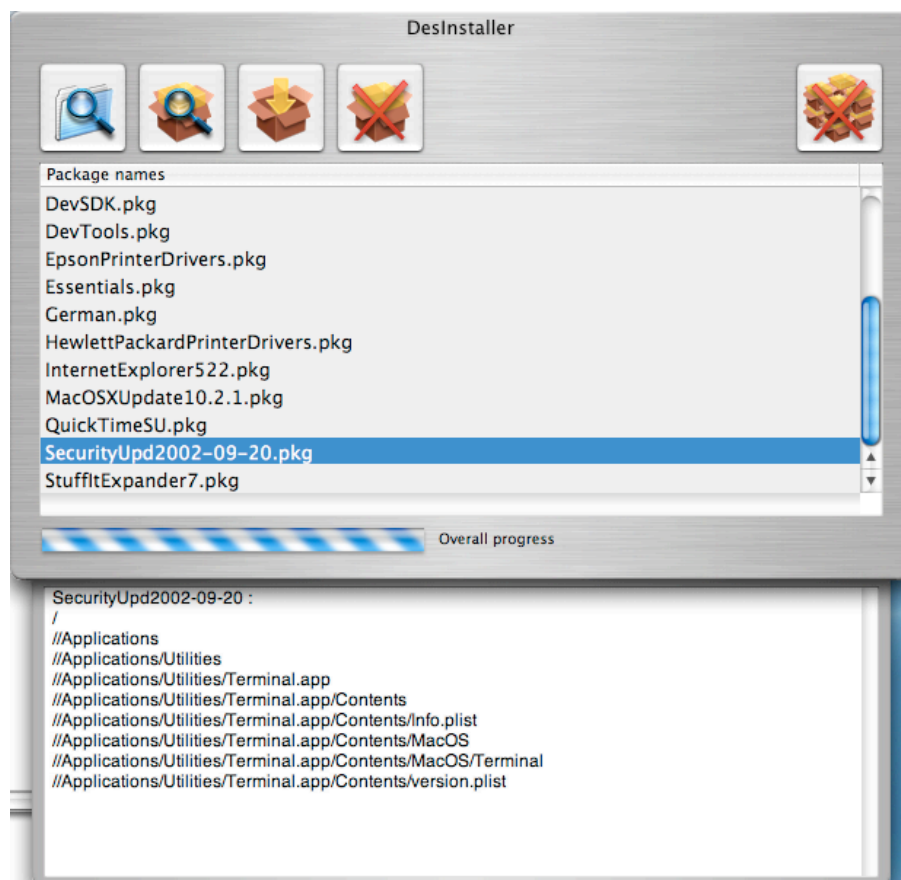 DesInstaller
Package names
DevSDK.pkg
DevTools.pkg
EpsonPrinterDrivers.pkg
Essentials.pkg
German.pkg
HewlettPackardPrinterDrivers.pkg
InternetExplorer522.pkg
MacOSXUpdate10.2.1.pkg
QuickTimeSU.pkg
SecurityUpd2002-09-20.pkg
StuffItExpander7.pkg
Overall progress
SecurityUpd2002-09-20 :
/
//Applications
//Applications/Utilities
//Applications/Utilities/Terminal.app
//Applications/Utilities/Terminal.app/Contents
//Applications/Utilities/Terminal.app/Contents/Info.plist
//Applications/Utilities/Terminal.app/Contents/MacOS
//Applications/Utilities/Terminal.app/Contents/MacOS/Terminal
//Applications/Utilities/Terminal.app/Contents/version.plist